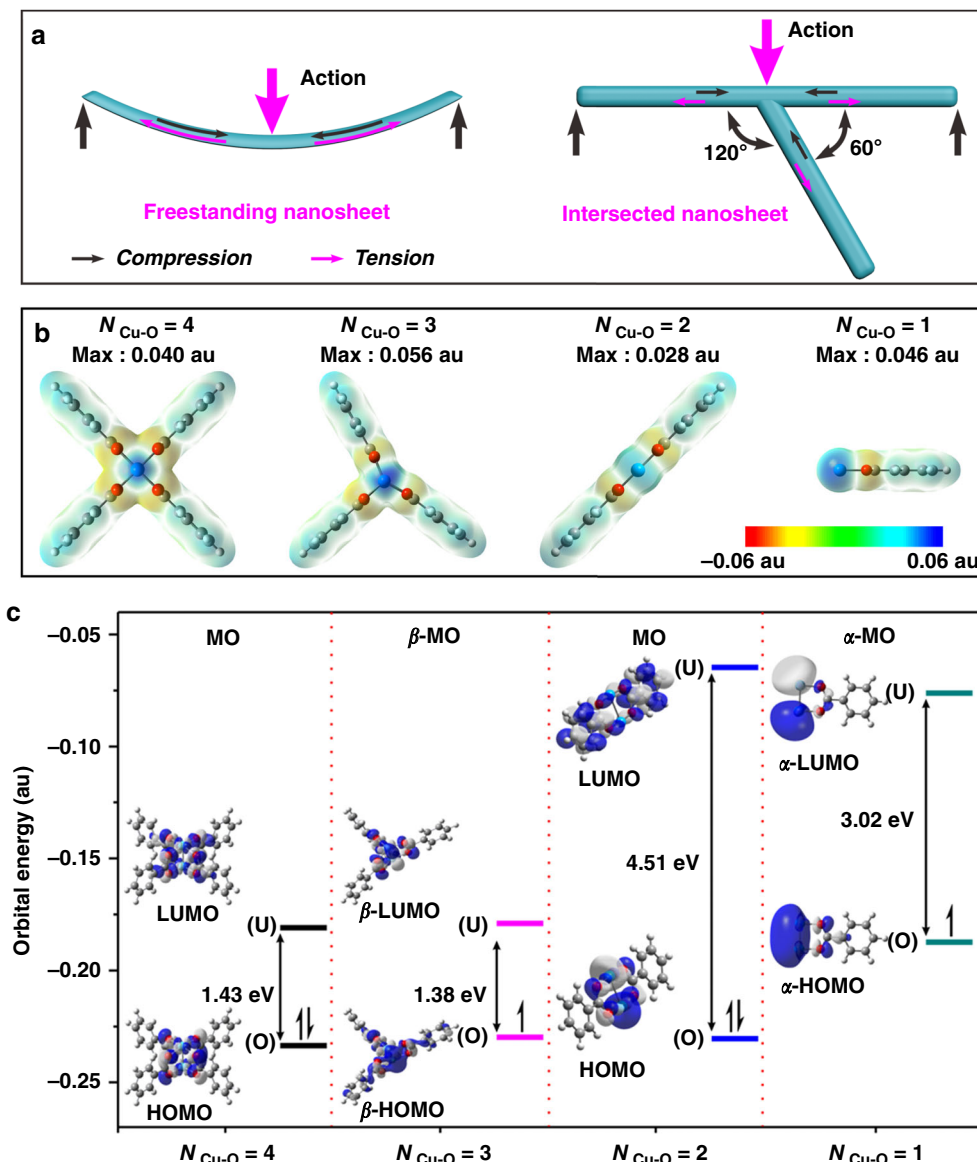 a
Action
Action
120°
60°
Freestanding nanosheet
Intersected nanosheet
Compression
Tension
b
N Cu-O = 4
Max : 0.040 au
N Cu-O = 3
Max : 0.056 au
N Cu-O = 2
Max : 0.028 au
N Cu-O = 1
Max : 0.046 au
−0.06 au
0.06 au
c
Orbital energy (au)
−0.05
−0.10
−0.15
−0.20
−0.25
MO
LUMO
(U)
1.43 eV
(O)
HOMO
N Cu-O = 4
β-MO
β-LUMO
(U)
1.38 eV
(O)
β-HOMO
N Cu-O = 3
MO
(U)
LUMO
4.51 eV
(O)
HOMO
N Cu-O = 2
α-MO
(U)
α-LUMO
3.02 eV
(O)
α-HOMO
N Cu-O = 1